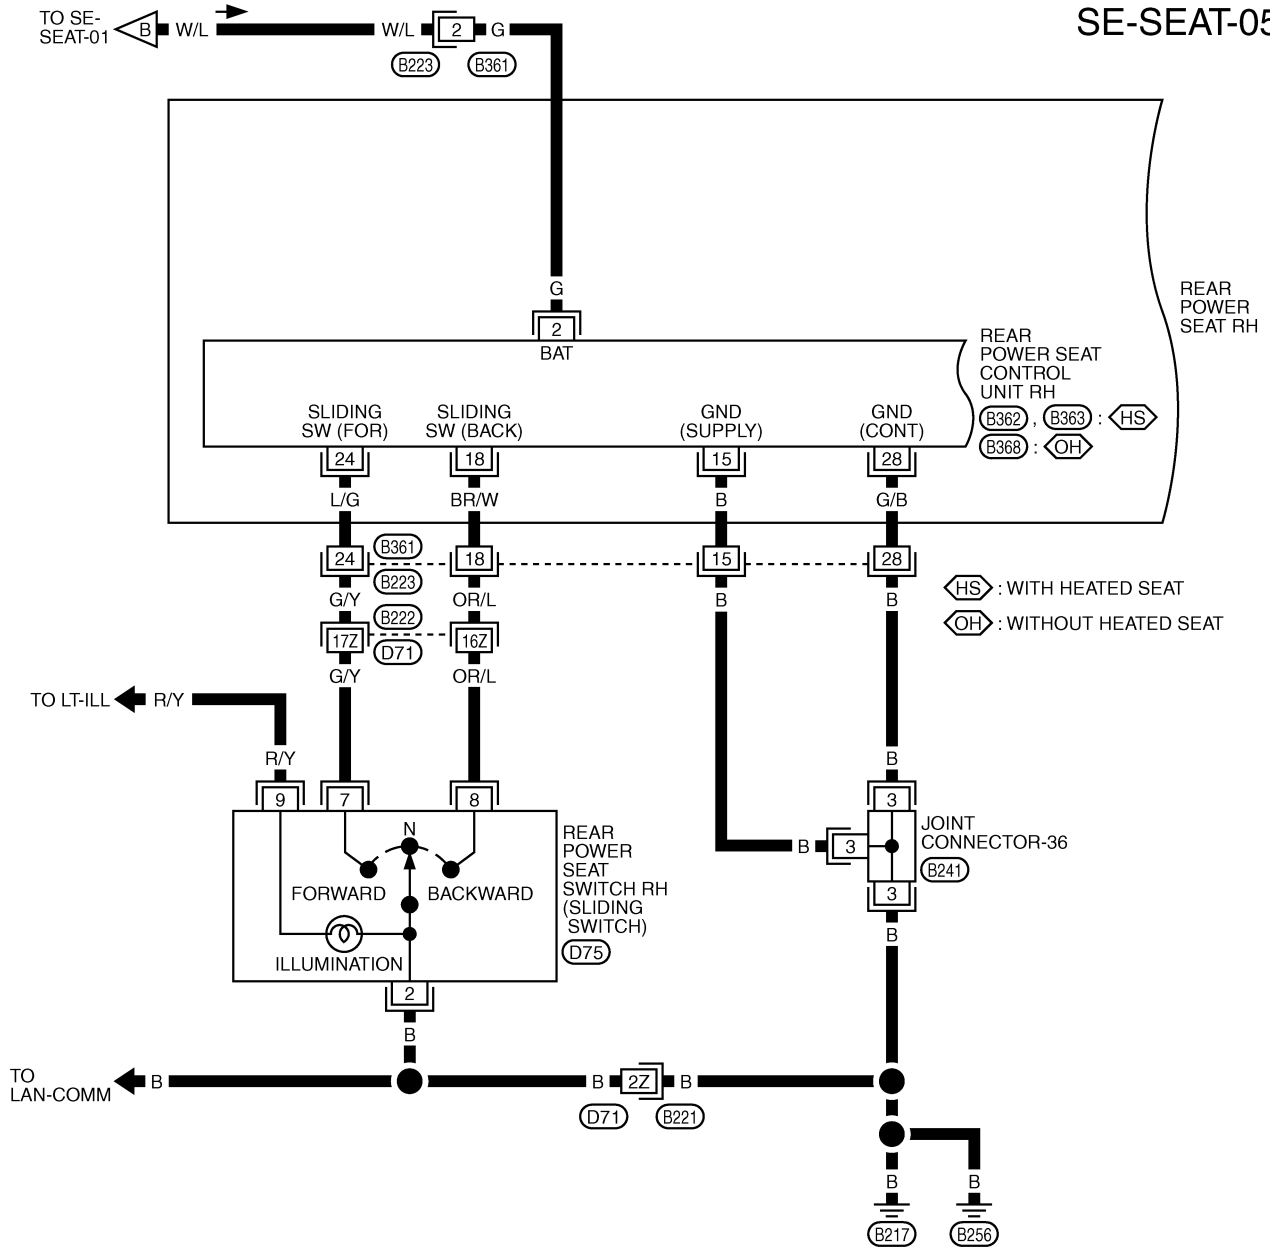 SE-SEAT-05
TO SE-
SEAT-01
B
W/L
W/L
2
G
B223
B361
G
2
BAT
REAR
POWER
SEAT RH
REAR
POWER SEAT
CONTROL
UNIT RH
B362 , B363 : HS
B368 : OH
SLIDING
SW (FOR)
SLIDING
SW (BACK)
GND
(SUPPLY)
GND
(CONT)
24
18
15
28
L/G
BR/W
B
G/B
24
B361
18
15
28
B223
G/Y
OR/L
B
B
HS : WITH HEATED SEAT
OH : WITHOUT HEATED SEAT
B222
17Z
16Z
D71
G/Y
OR/L
TO LT-ILL
R/Y
R/Y
B
9
7
8
3
N
FORWARD
BACKWARD
ILLUMINATION
REAR
POWER
SEAT
SWITCH RH
(SLIDING
SWITCH)
D75
B
3
JOINT
CONNECTOR-36
B241
3
B
2
B
TO
LAN-COMM
B
B
2Z
B
D71
B221
B
B
B217
B256